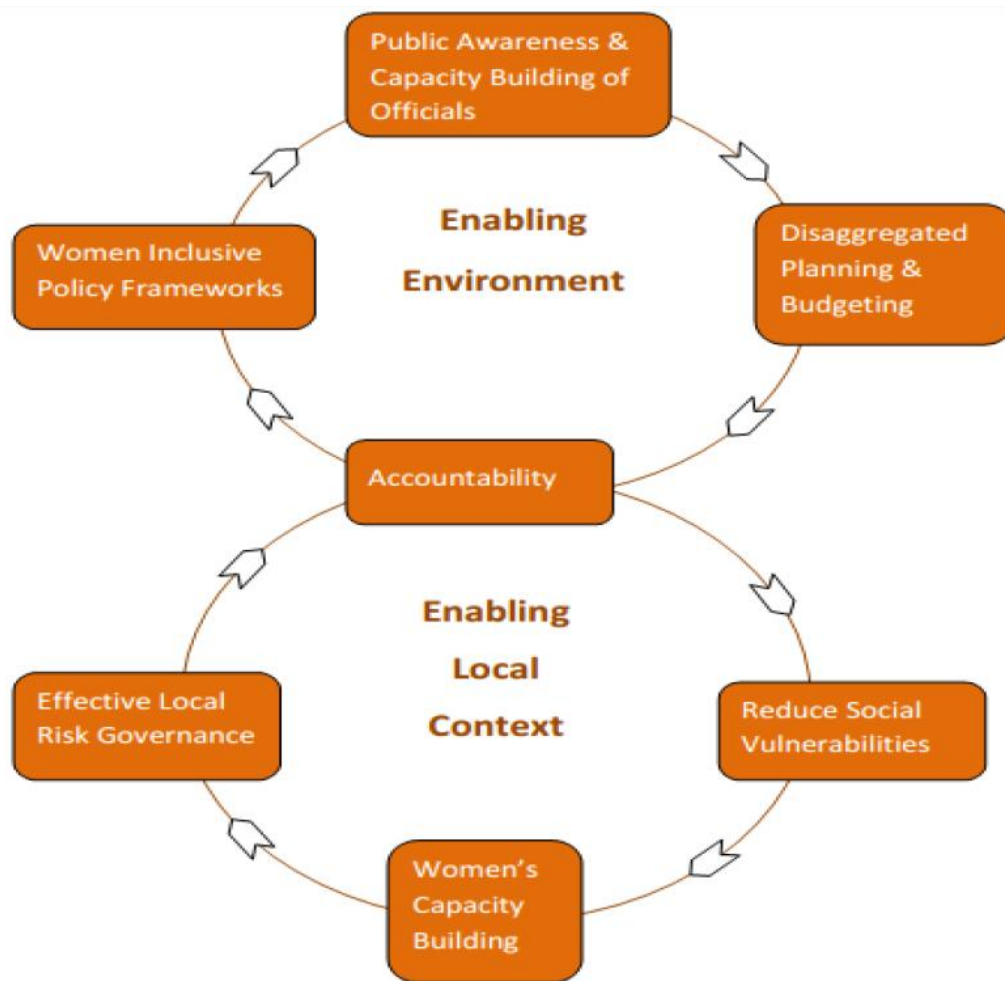 Public Awareness &
Capacity Building of
Officials
Enabling
Environment
Women Inclusive
Policy Frameworks
Disaggregated
Planning &
Budgeting
Accountability
Enabling
Local
Context
Effective Local
Risk Governance
Reduce Social
Vulnerabilities
Women’s
Capacity
Building